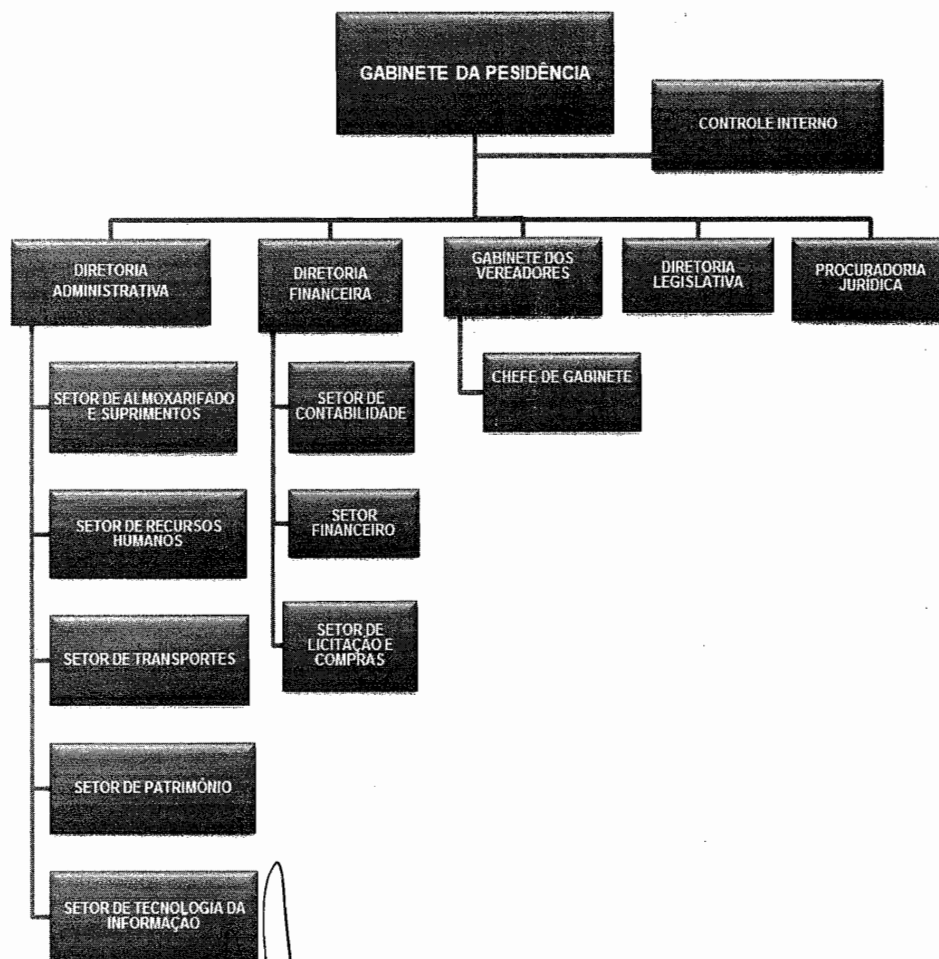 GABINETE DA PESIDÊNCIA
CONTROLE INTERNO
DIRETORIA
ADMINISTRATIVA
DIRETORIA
FINANCEIRA
GABINETE DOS
VEREADORES
DIRETORIA
LEGISLATIVA
PROCURADORIA
JURÍDICA
SETOR DE ALMOXARIFADO
E SUPRIMENTOS
SETOR DE RECURSOS
HUMANOS
SETOR DE TRANSPORTES
SETOR DE PATRIMÔNIO
SETOR DE TECNOLOGIA DA
INFORMAÇÃO
SETOR DE
CONTABILIDADE
SETOR
FINANCEIRO
SETOR DE
LICITAÇÃO E
COMPRAS
CHEFE DE GABINETE